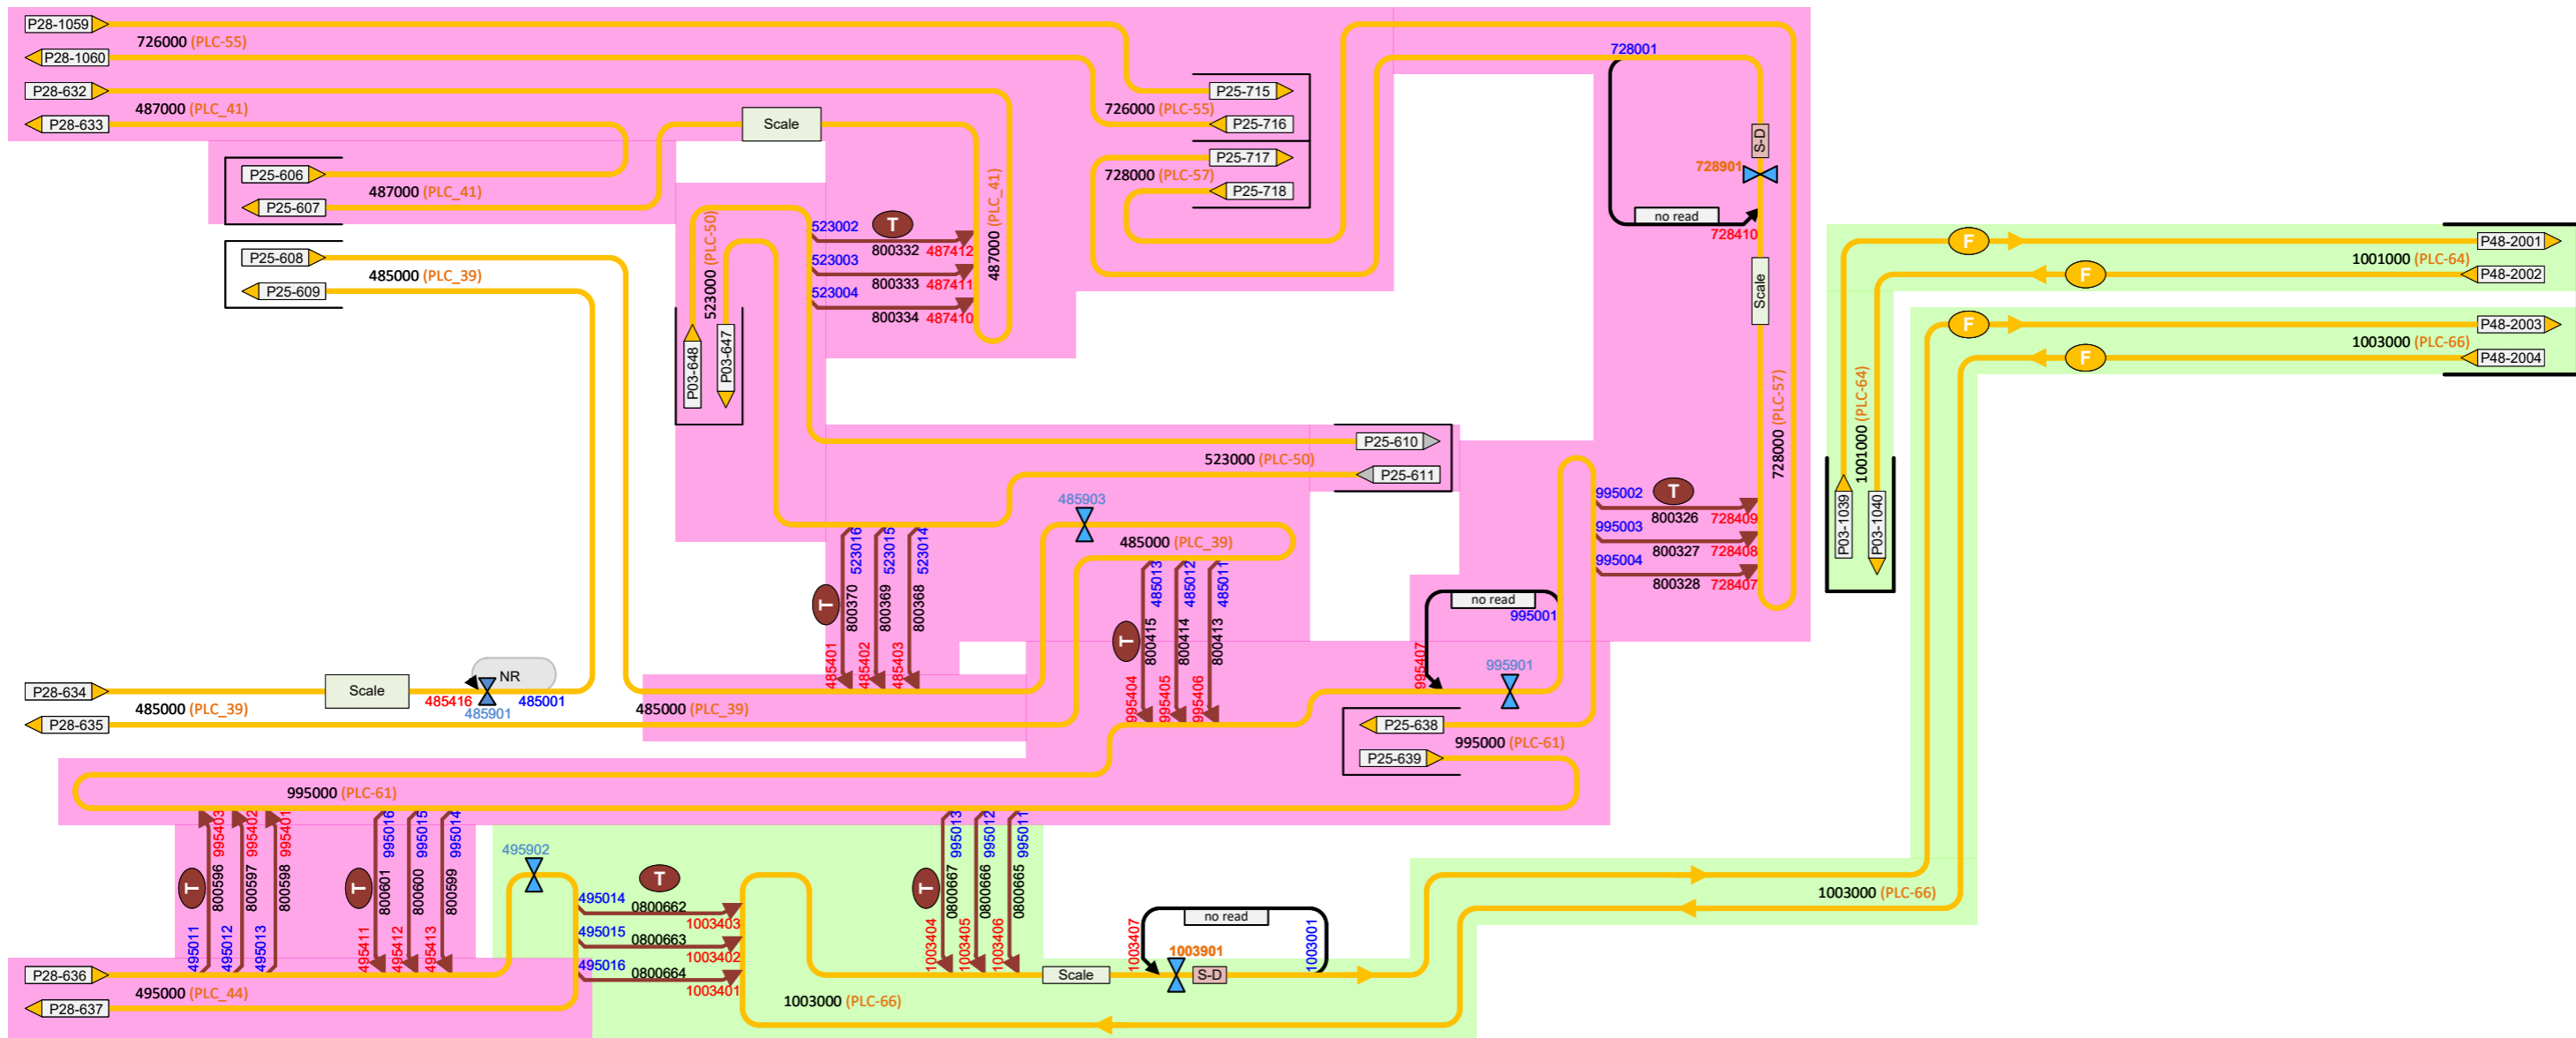 P28-1059
726000 (PLC-55)
P28-1060
P28-632
487000 (PLC_41)
P28-633
Scale
P25-606
487000 (PLC_41)
P25-607
P25-608
485000 (PLC_39)
P25-609
523000 (PLC-50)
P03-648
P03-647
523002
T
800332
487412
523003
800333
487411
523004
800334
487410
487000 (PLC_41)
P25-715
726000 (PLC-55)
P25-716
P25-717
728000 (PLC-57)
P25-718
728001
S-D
728901
no read
728410
Scale
728000 (PLC-57)
F
P48-2001
1001000 (PLC-64)
F
P48-2002
F
P48-2003
1003000 (PLC-66)
F
P48-2004
1001000 (PLC-64)
P03-1039
P03-1040
P25-610
523000 (PLC-50)
P25-611
485903
485000 (PLC_39)
523016
523015
523014
T
800370
800369
800368
485401
485402
485403
485013
485012
485011
T
800415
800414
800413
995404
995405
995406
995002
T
800326
728409
995003
800327
728408
995004
800328
728407
no read
995001
995407
995901
P28-634
Scale
NR
485416
485901
485001
485000 (PLC_39)
P28-635
485000 (PLC_39)
P25-638
995000 (PLC-61)
P25-639
995000 (PLC-61)
995403
995402
995401
T
800596
800597
800598
495011
495012
495013
995016
995015
995014
T
800601
800600
800599
495411
495412
495413
495902
495014
T
0800662
1003403
495015
0800663
1003402
495016
0800664
1003401
995013
995012
995011
T
0800667
0800666
0800665
1003404
1003405
1003406
Scale
1003407
no read
1003901
S-D
1003001
1003000 (PLC-66)
P28-636
495000 (PLC_44)
P28-637
1003000 (PLC-66)